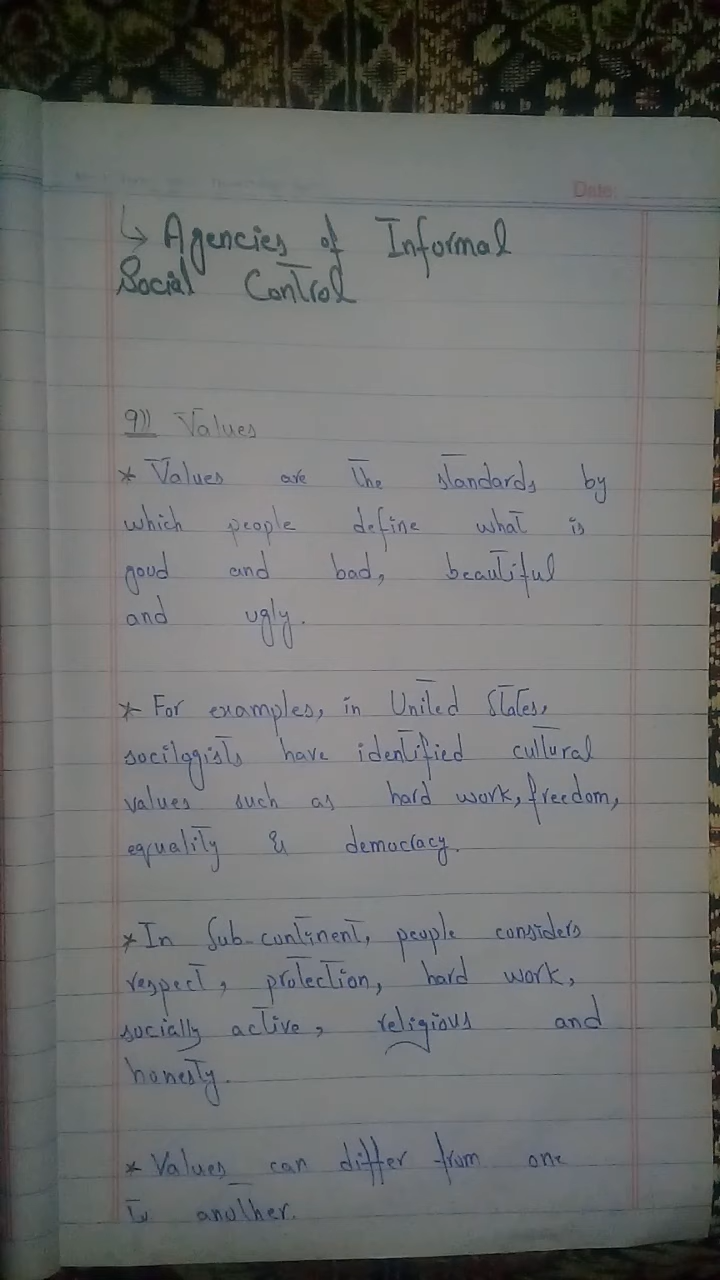 Date:
↳ Agencies of Informal
Social Control
9)) Values
* Values are the standards by
which people define what is
good and bad, beautiful
and ugly.
* For examples, in United States,
socilogists have identified cultural
values such as hard work, freedom,
equality & democracy.
* In Sub-continent, people considers
respect, protection, hard work,
socially active, religious and
honesty.
* Values can differ from one
to another.